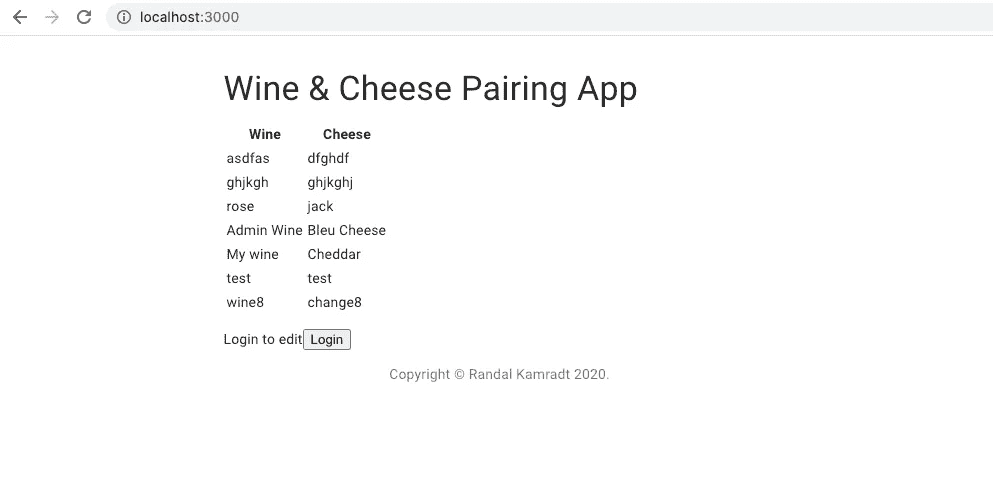 localhost:3000
Wine & Cheese Pairing App
Wine Cheese
asdfas dfghdf
ghjkgh ghjkghj
rose jack
Admin Wine Bleu Cheese
My wine Cheddar
test test
wine8 change8
Login to edit Login
Copyright © Randal Kamradt 2020.